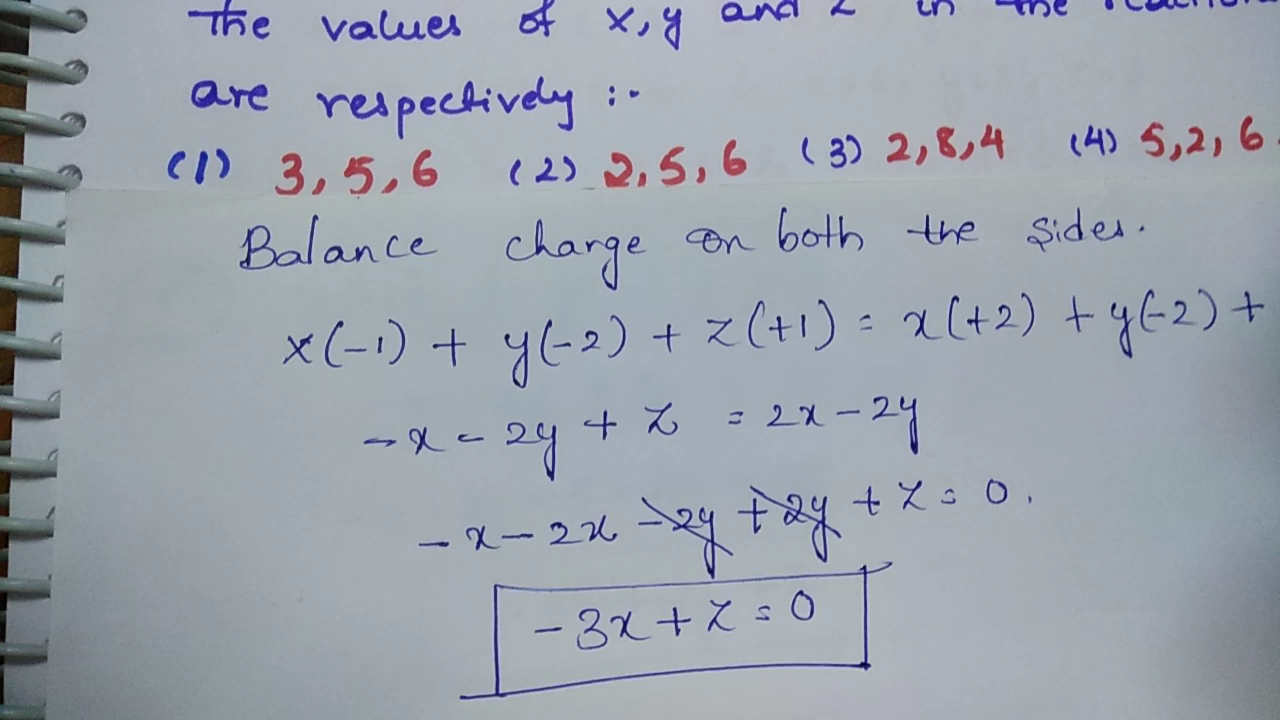 The values of x, y and z in the
are respectively :-
(1) 3, 5, 6 (2) 2, 5, 6 (3) 2, 8, 4 (4) 5, 2, 6.
Balance charge on both the sides.
x(-1) + y(-2) + z(+1) = x(+2) + y(-2) +
-x - 2y + z = 2x - 2y
-x - 2x - 2y + 2y + z = 0.
-3x + z = 0